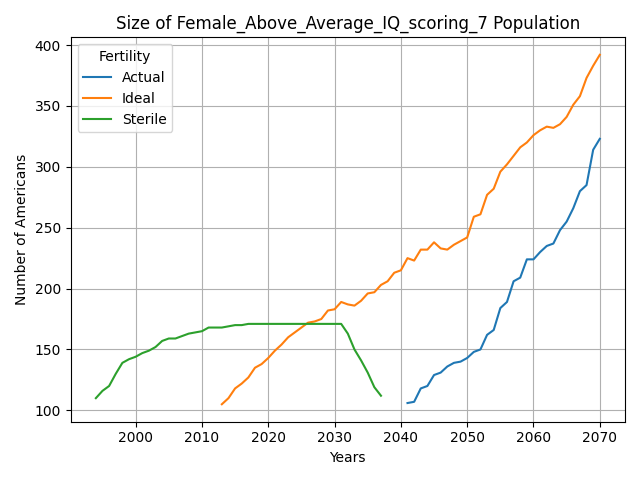 Size of Female_Above_Average_IQ_scoring_7 Population
Fertility
Actual
Ideal
Sterile
Number of Americans
400
350
300
250
200
150
100
2000 2010 2020 2030 2040 2050 2060 2070
Years